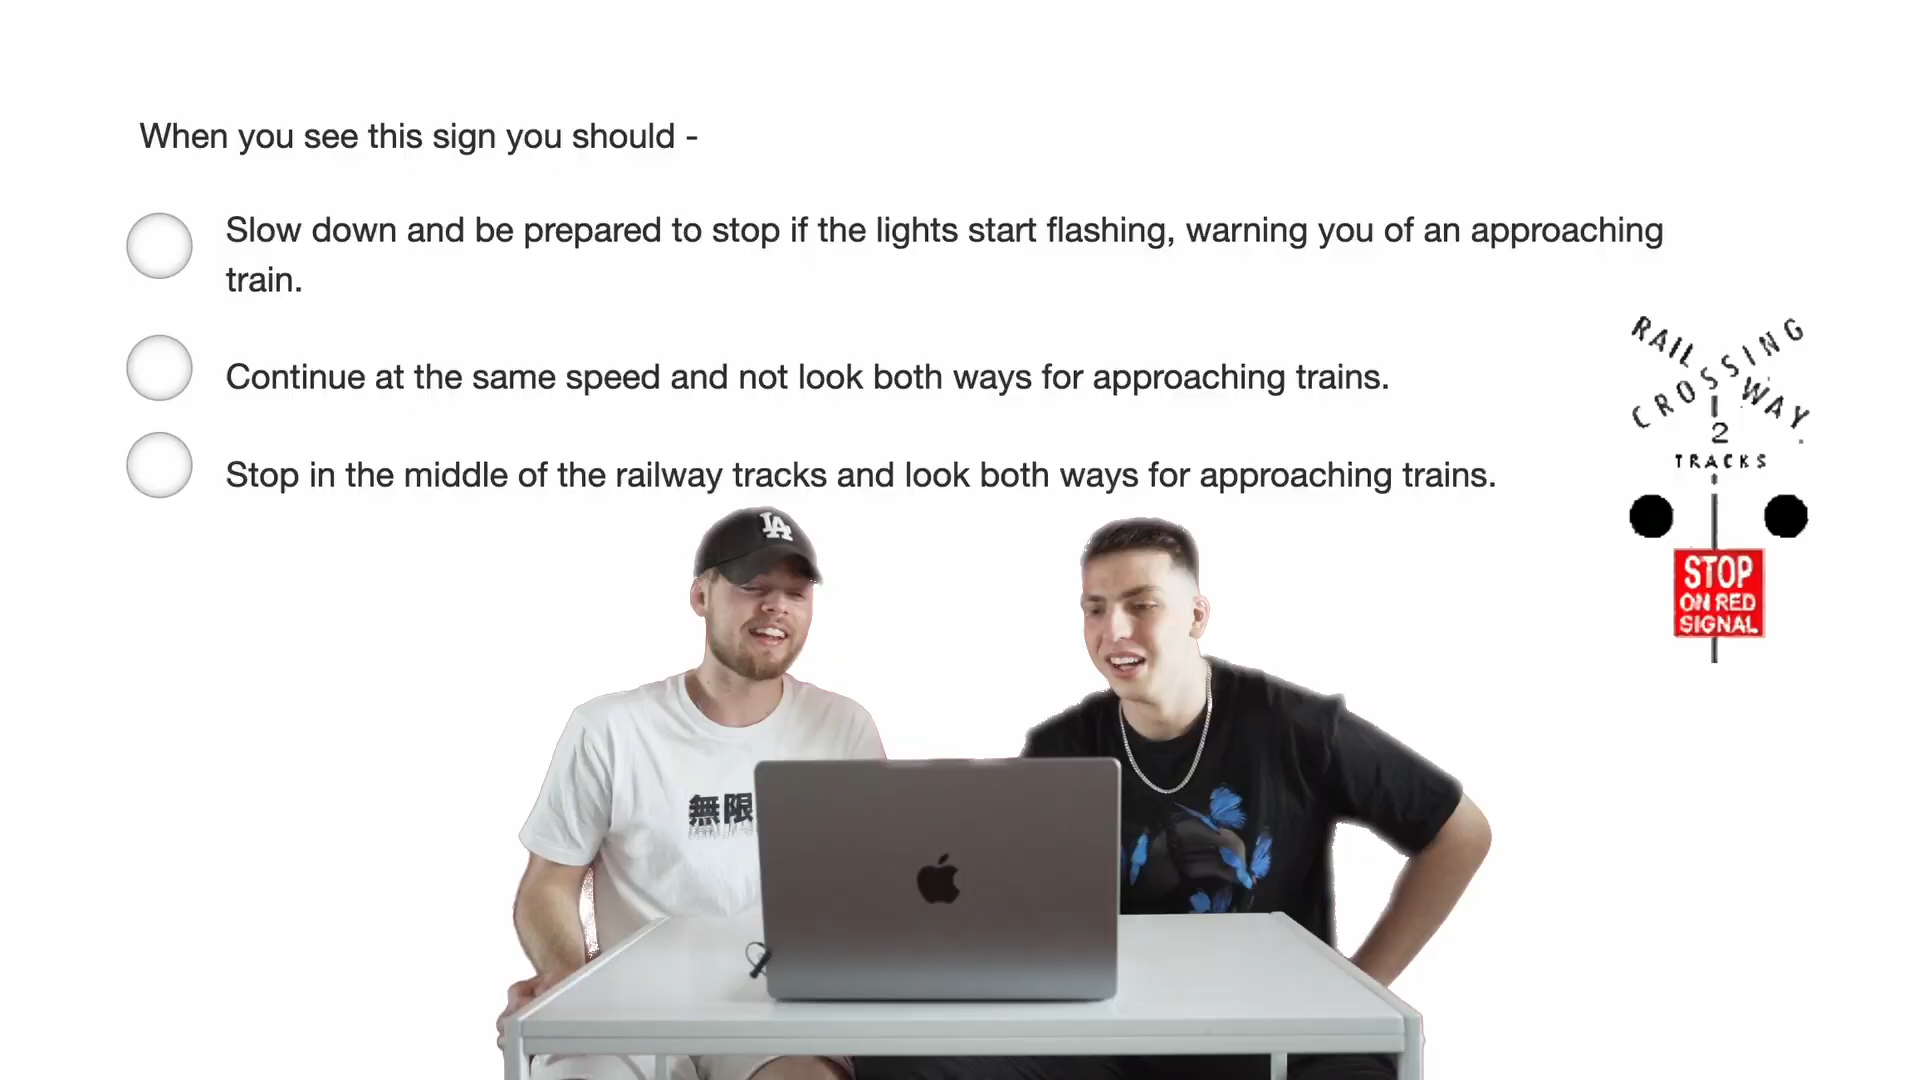 When you see this sign you should -
Slow down and be prepared to stop if the lights start flashing, warning you of an approaching
train.
Continue at the same speed and not look both ways for approaching trains.
Stop in the middle of the railway tracks and look both ways for approaching trains.
RAILWAY
CROSSING
2
TRACKS
STOP
ON RED
SIGNAL
LA
無限